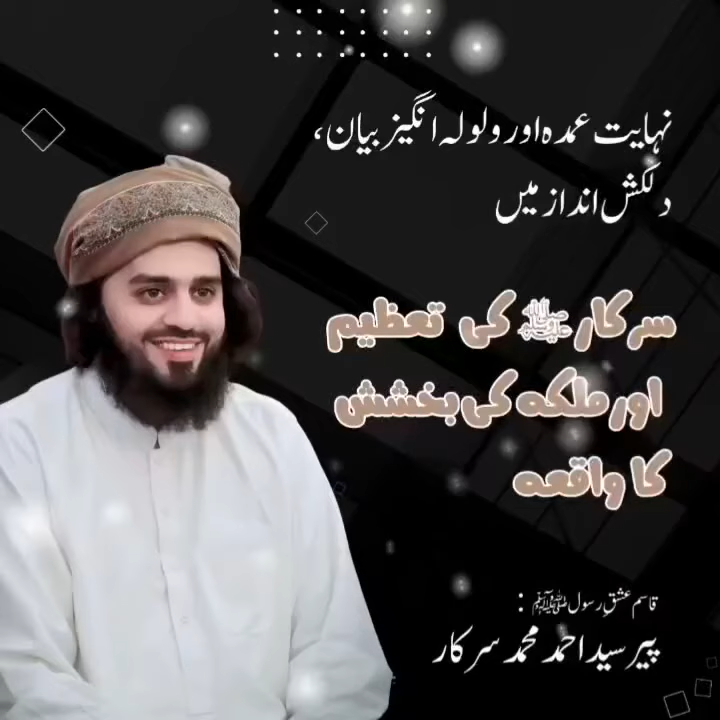 نہایت عمدہ اور ولولہ انگیز بیان،
دلکش انداز میں
سرکار ﷺ کی تعظیم
اور ملکہ کی بخشش
کا واقعہ
قاسم عشقِ رسول ﷺ :
پیر سید احمد محمد سرکار